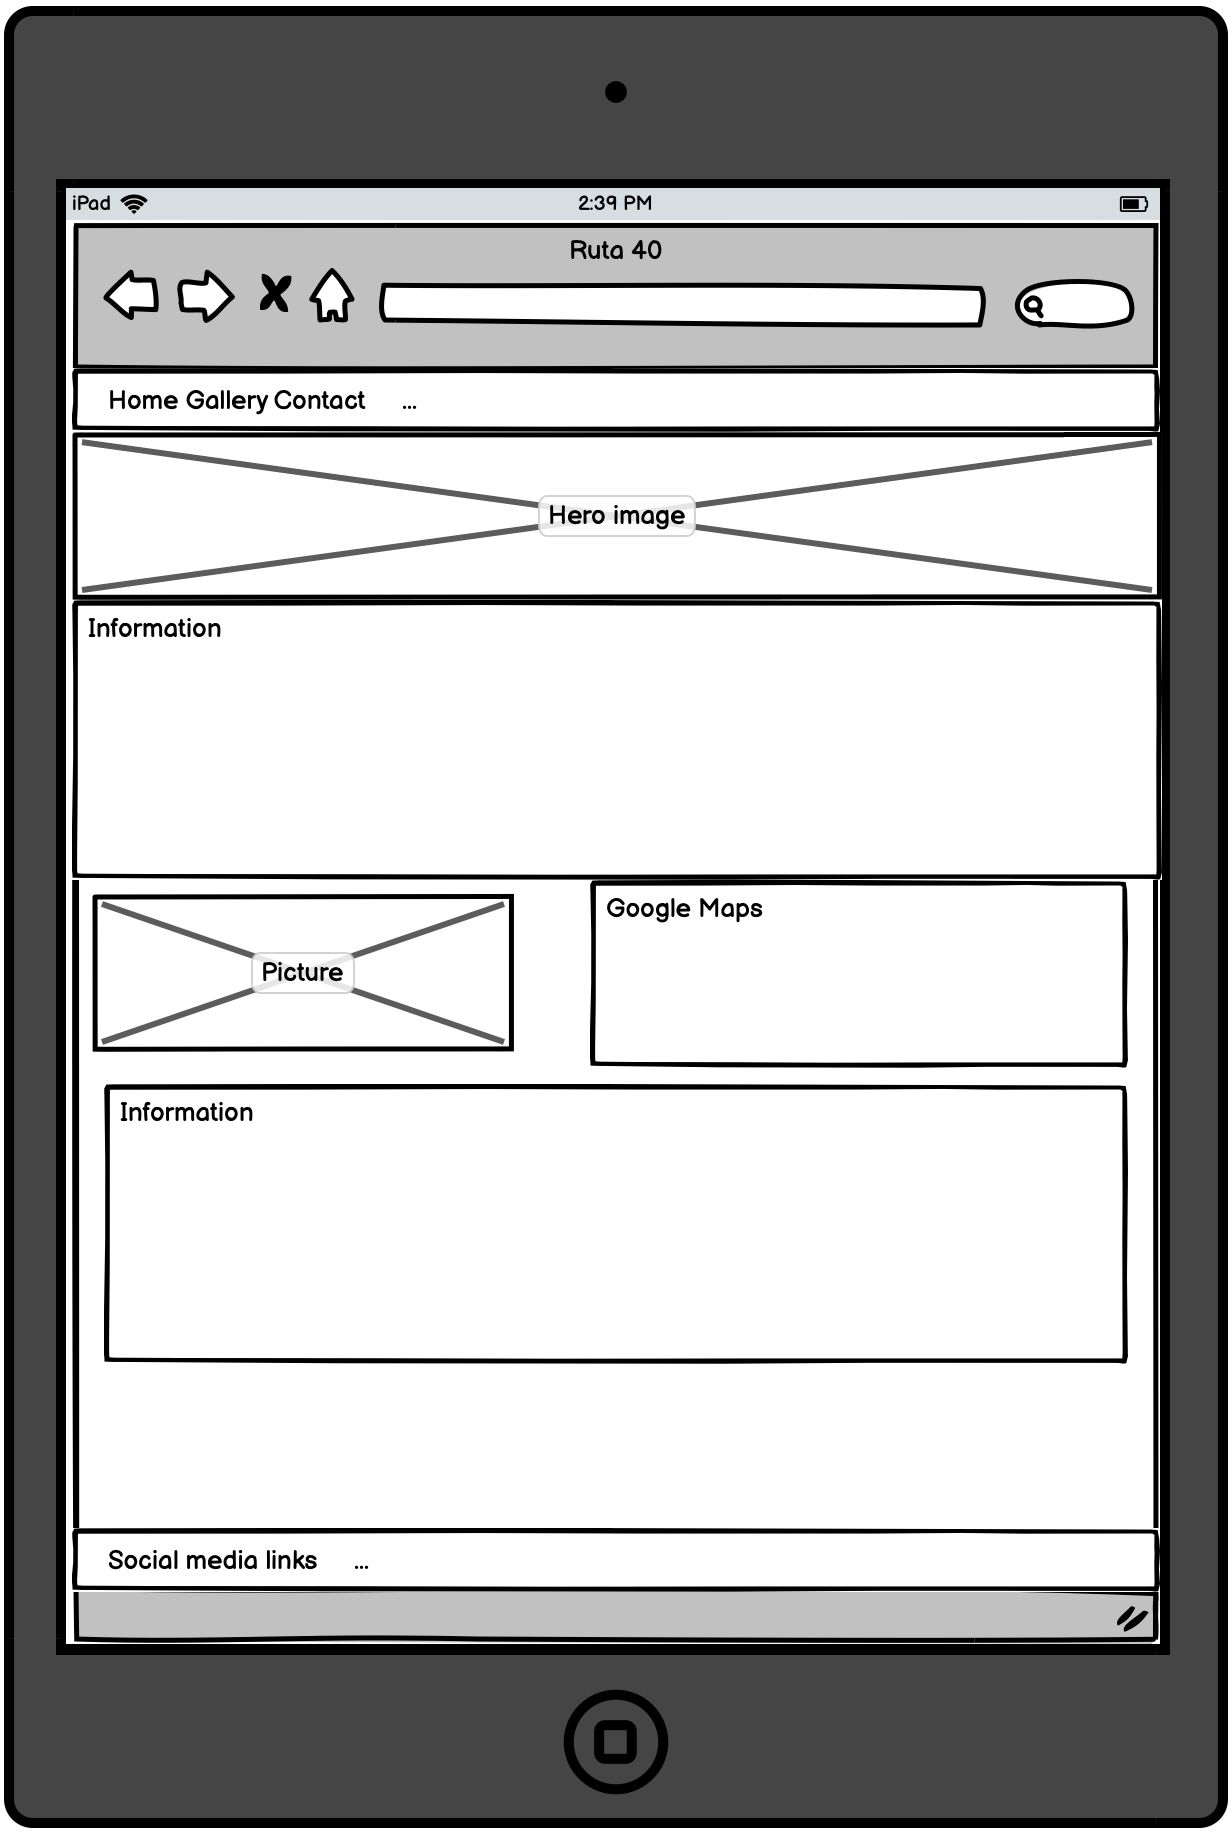 iPad 2:39 PM
Ruta 40
Home Gallery Contact ...
Hero image
Information
Picture
Google Maps
Information
Social media links ...